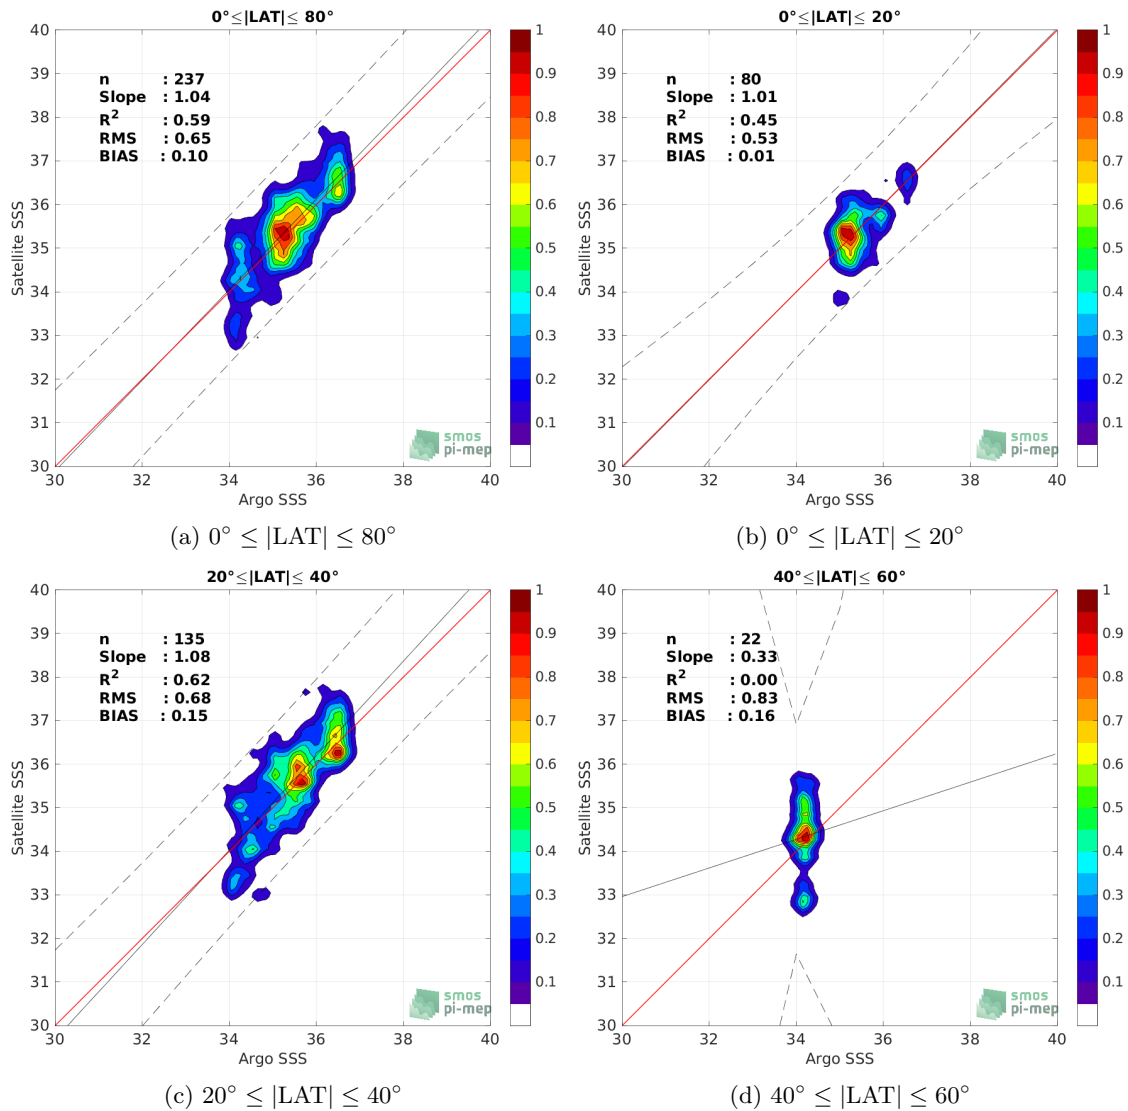 0°≤|LAT|≤ 80°
n : 237
Slope : 1.04
R² : 0.59
RMS : 0.65
BIAS : 0.10
Satellite SSS
40
39
38
37
36
35
34
33
32
31
30
30 32 34 36 38 40
Argo SSS
1
0.9
0.8
0.7
0.6
0.5
0.4
0.3
0.2
0.1
smos
pi-mep
(a) 0° ≤ |LAT| ≤ 80°
0°≤|LAT|≤ 20°
n : 80
Slope : 1.01
R² : 0.45
RMS : 0.53
BIAS : 0.01
Satellite SSS
40
39
38
37
36
35
34
33
32
31
30
30 32 34 36 38 40
Argo SSS
1
0.9
0.8
0.7
0.6
0.5
0.4
0.3
0.2
0.1
smos
pi-mep
(b) 0° ≤ |LAT| ≤ 20°
20°≤|LAT|≤ 40°
n : 135
Slope : 1.08
R² : 0.62
RMS : 0.68
BIAS : 0.15
Satellite SSS
40
39
38
37
36
35
34
33
32
31
30
30 32 34 36 38 40
Argo SSS
1
0.9
0.8
0.7
0.6
0.5
0.4
0.3
0.2
0.1
smos
pi-mep
(c) 20° ≤ |LAT| ≤ 40°
40°≤|LAT|≤ 60°
n : 22
Slope : 0.33
R² : 0.00
RMS : 0.83
BIAS : 0.16
Satellite SSS
40
39
38
37
36
35
34
33
32
31
30
30 32 34 36 38 40
Argo SSS
1
0.9
0.8
0.7
0.6
0.5
0.4
0.3
0.2
0.1
smos
pi-mep
(d) 40° ≤ |LAT| ≤ 60°